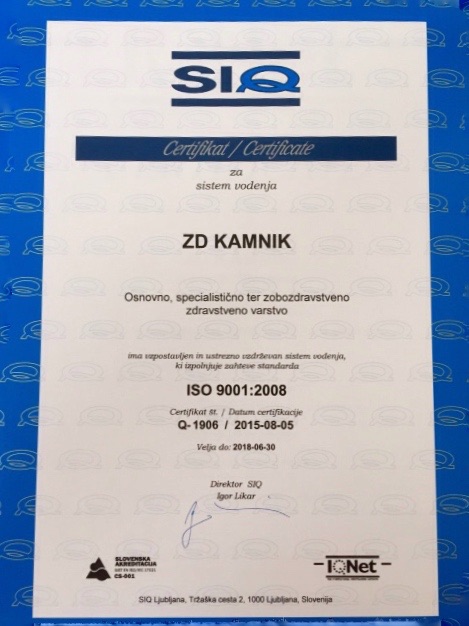 SIQ
Certifikat / Certificate
za
sistem vodenja
ZD KAMNIK
Osnovno, specialistično ter zobozdravstveno
zdravstveno varstvo
ima vzpostavljen in ustrezno vzdrževan sistem vodenja,
ki izpolnjuje zahteve standarda
ISO 9001:2008
Certifikat št. / Datum certifikacije
Q-1906 / 2015-08-05
Velja do: 2018-06-30
Direktor SIQ
Igor Likar
SLOVENSKA
AKREDITACIJA
CS-001
IQNet
SIQ Ljubljana, Tržaška cesta 2, 1000 Ljubljana, Slovenija